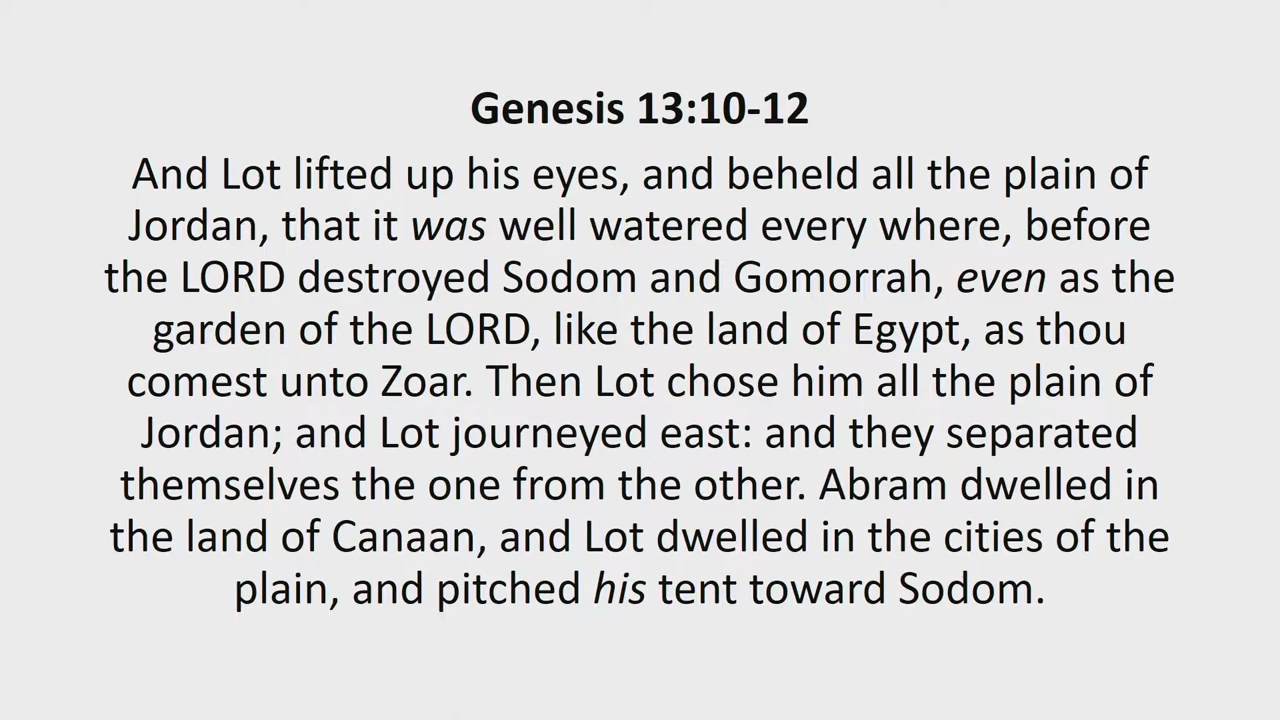 Genesis 13:10-12
And Lot lifted up his eyes, and beheld all the plain of
Jordan, that it was well watered every where, before
the LORD destroyed Sodom and Gomorrah, even as the
garden of the LORD, like the land of Egypt, as thou
comest unto Zoar. Then Lot chose him all the plain of
Jordan; and Lot journeyed east: and they separated
themselves the one from the other. Abram dwelled in
the land of Canaan, and Lot dwelled in the cities of the
plain, and pitched his tent toward Sodom.